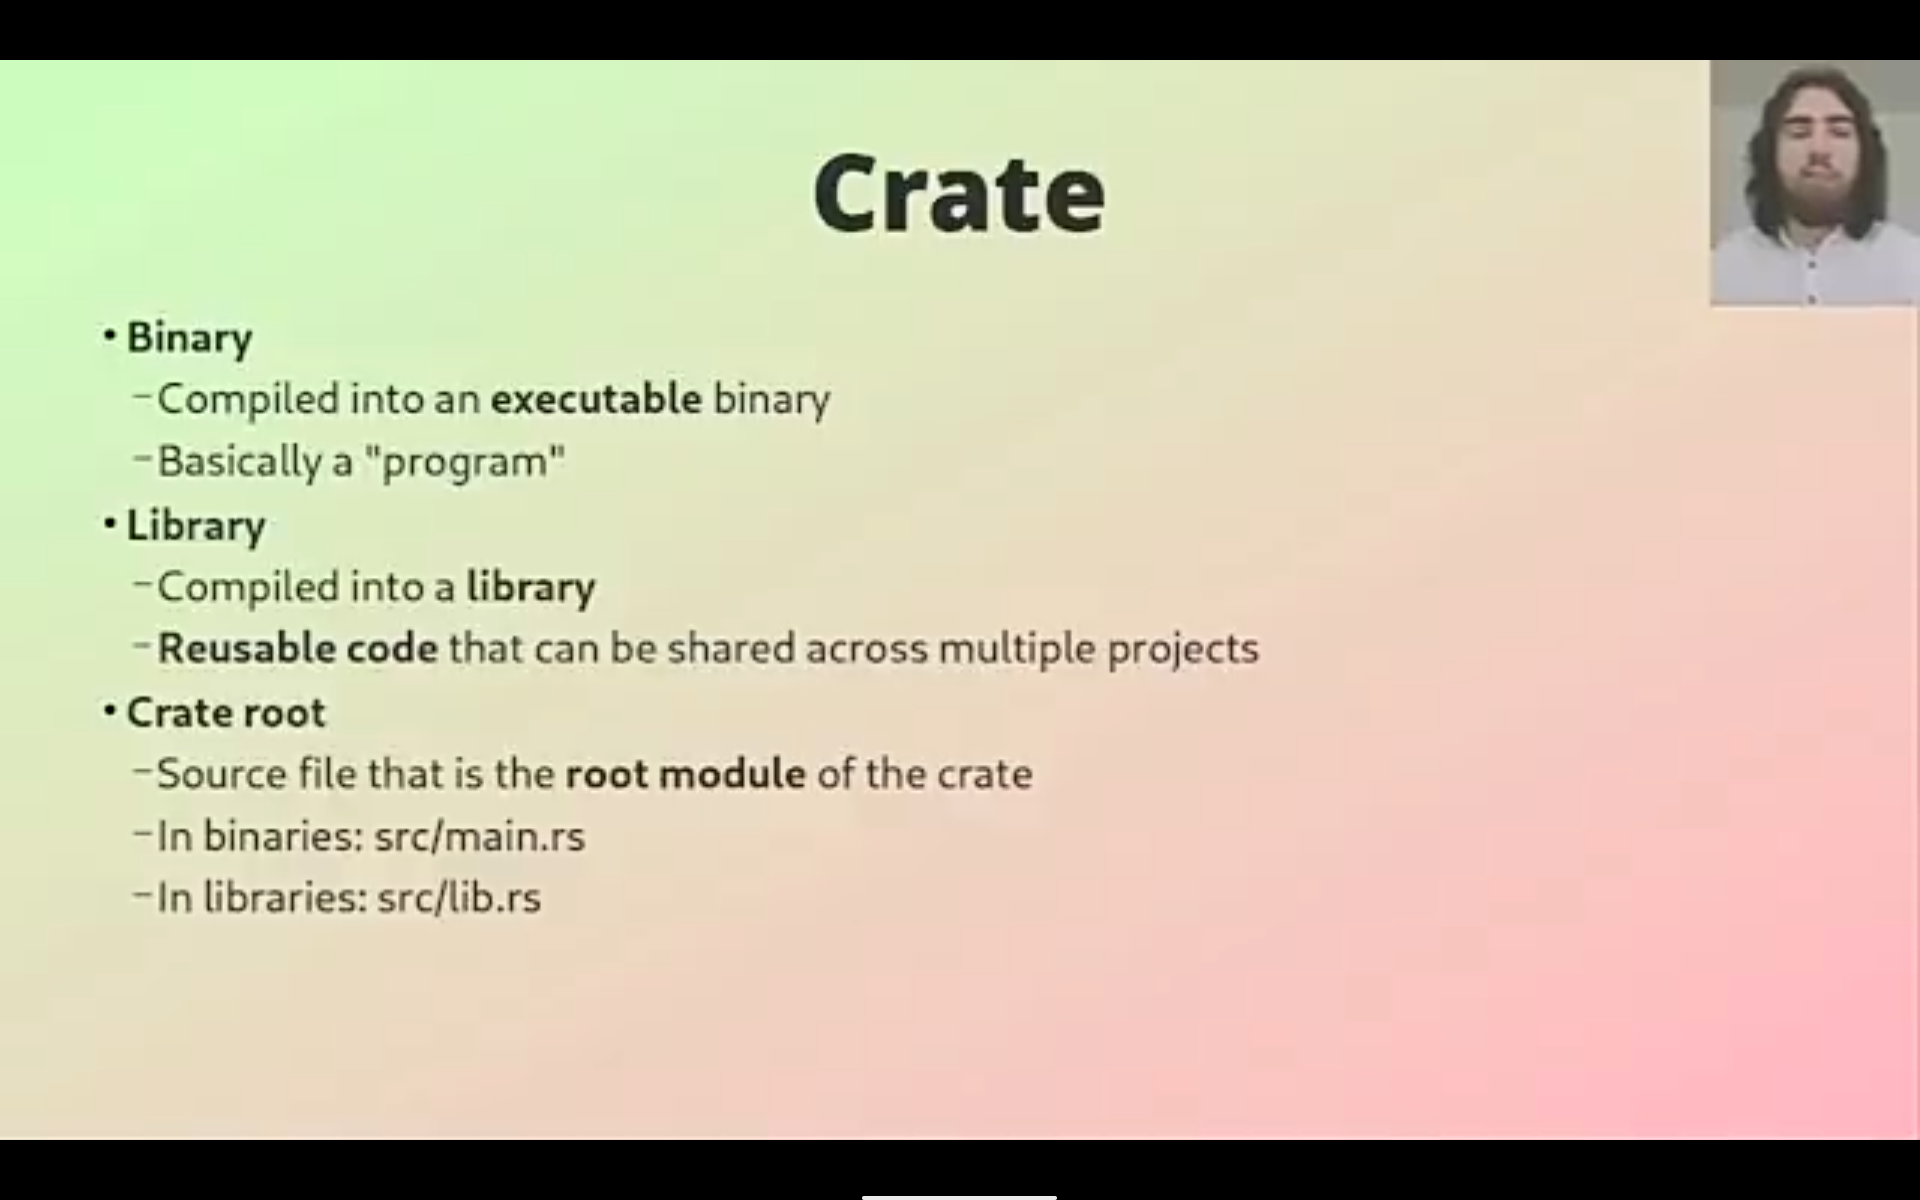 Crate
• Binary
–Compiled into an executable binary
–Basically a "program"
• Library
–Compiled into a library
–Reusable code that can be shared across multiple projects
• Crate root
–Source file that is the root module of the crate
–In binaries: src/main.rs
–In libraries: src/lib.rs